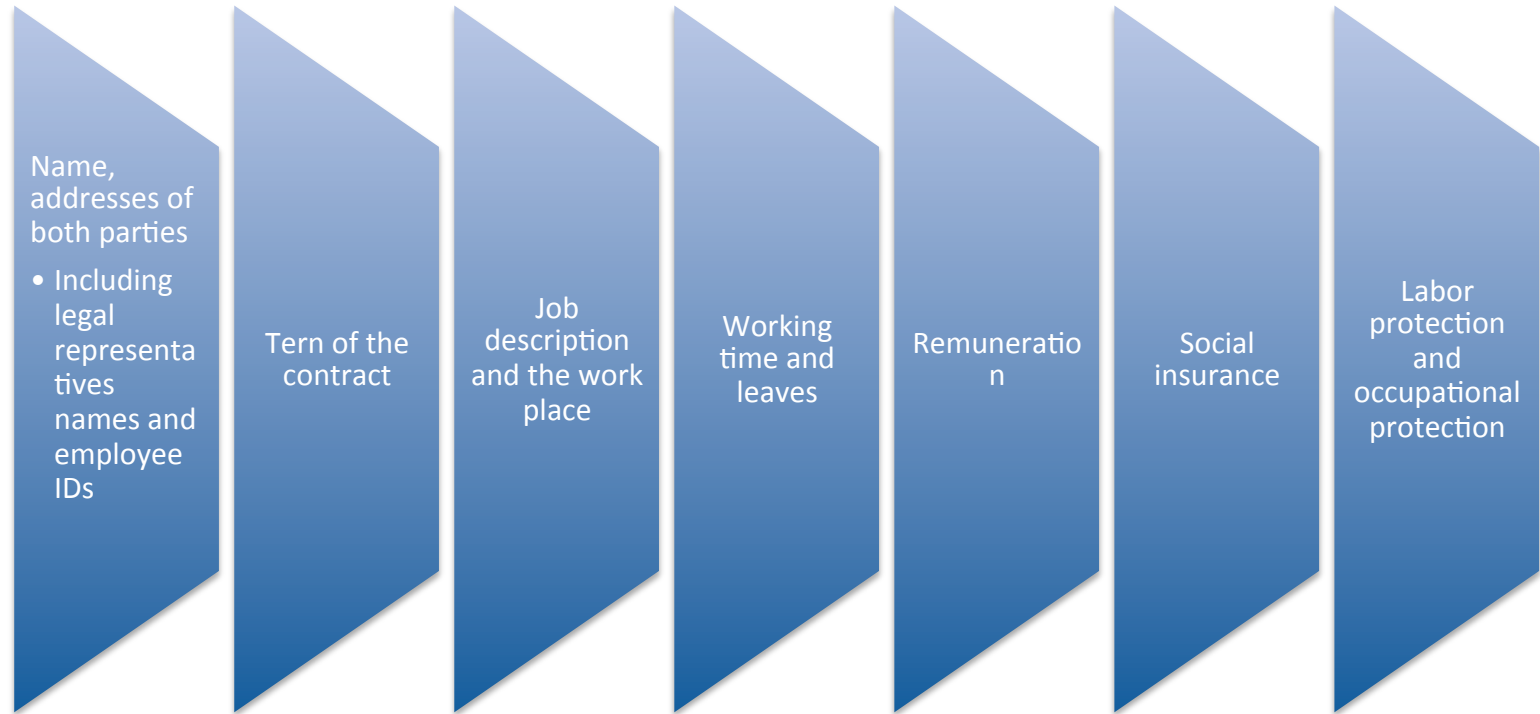 Name,
addresses of
both parties
• Including
legal
representa
tives
names and
employee
IDs
Tern of the
contract
Job
description
and the work
place
Working
time and
leaves
Remuneratio
n
Social
insurance
Labor
protection
and
occupational
protection